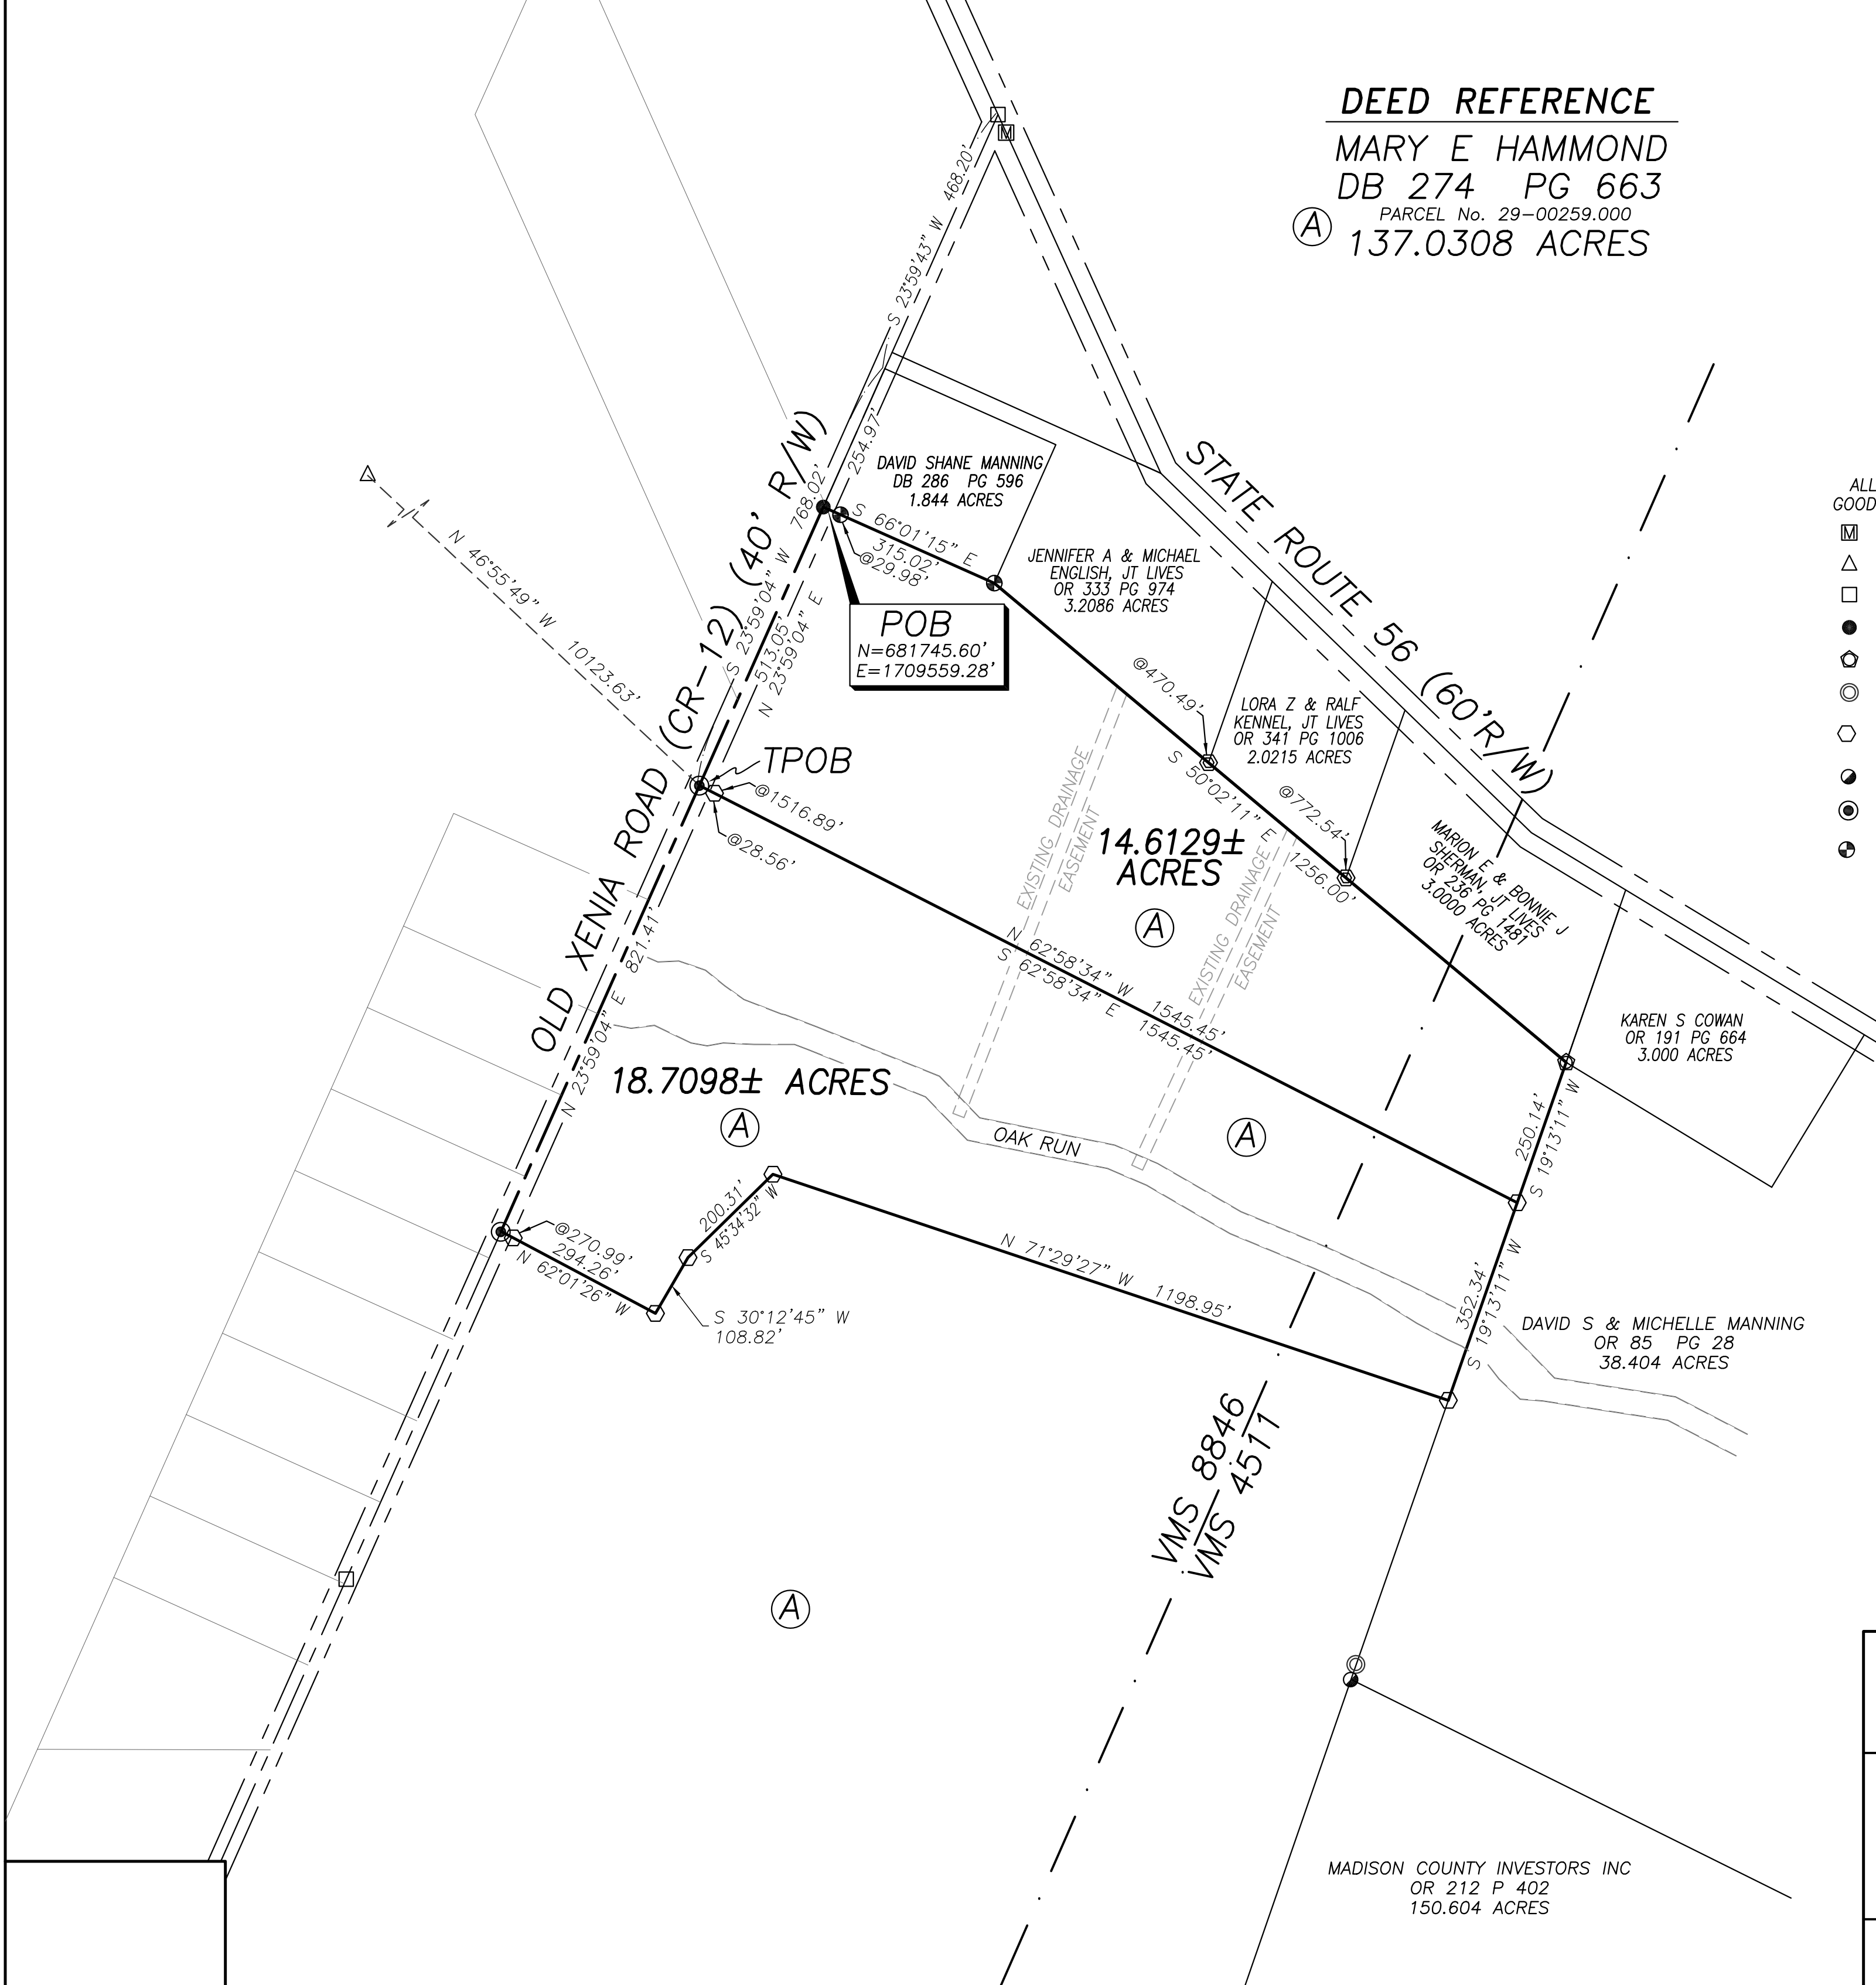 DEED REFERENCE
MARY E HAMMOND
DB 274 PG 663
PARCEL No. 29-00259.000
A 137.0308 ACRES
M
S 23°59'43" W 468.20'
254.97'
768.02'
DAVID SHANE MANNING
DB 286 PG 596
1.844 ACRES
STATE ROUTE 56 (60'R/W)
ALL
GOOD
M
S 66°01'15" E
315.02'
@29.98'
JENNIFER A & MICHAEL
ENGLISH, JT LIVES
OR 333 PG 974
3.2086 ACRES
N 46°55'49" W 10123.63'
OLD XENIA ROAD (CR-12) (40' R/W)
S 23°59'04" W
513.05'
N 23°59'04" E
POB
N=681745.60'
E=1709559.28'
@470.49'
LORA Z & RALF
KENNEL, JT LIVES
OR 341 PG 1006
2.0215 ACRES
TPOB
@1516.89'
@28.56'
S 50°02'11" E 1256.00'
@772.54'
EXISTING DRAINAGE
EASEMENT
14.6129±
ACRES
A
EXISTING DRAINAGE
EASEMENT
MARION E & BONNIE J
SHERMAN, JT LIVES
OR 236 PG 1481
3.0000 ACRES
N 62°58'34" W 1545.45'
S 62°58'34" E 1545.45'
KAREN S COWAN
OR 191 PG 664
3.000 ACRES
N 23°59'04" E 821.41'
18.7098± ACRES
A
A
OAK RUN
250.14'
S 19°13'11" W
200.31'
S 45°34'32" W
@270.99'
294.26'
N 62°01'26" W
S 30°12'45" W
108.82'
N 71°29'27" W 1198.95'
352.34'
S 19°13'11" W
DAVID S & MICHELLE MANNING
OR 85 PG 28
38.404 ACRES
VMS 8846
VMS 4511
A
MADISON COUNTY INVESTORS INC
OR 212 P 402
150.604 ACRES